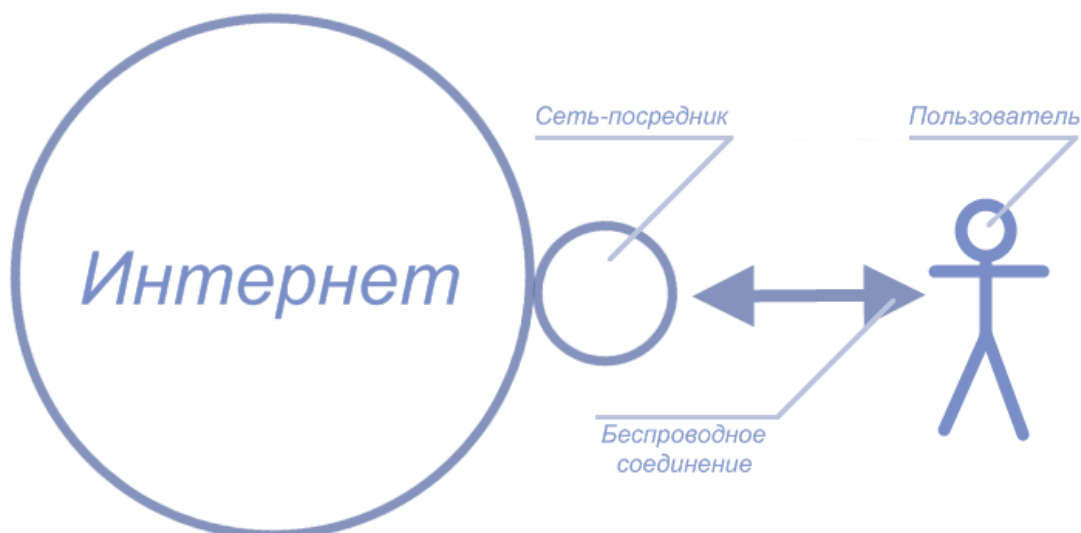 Сеть-посредник
Пользователь
Интернет
Беспроводное
соединение